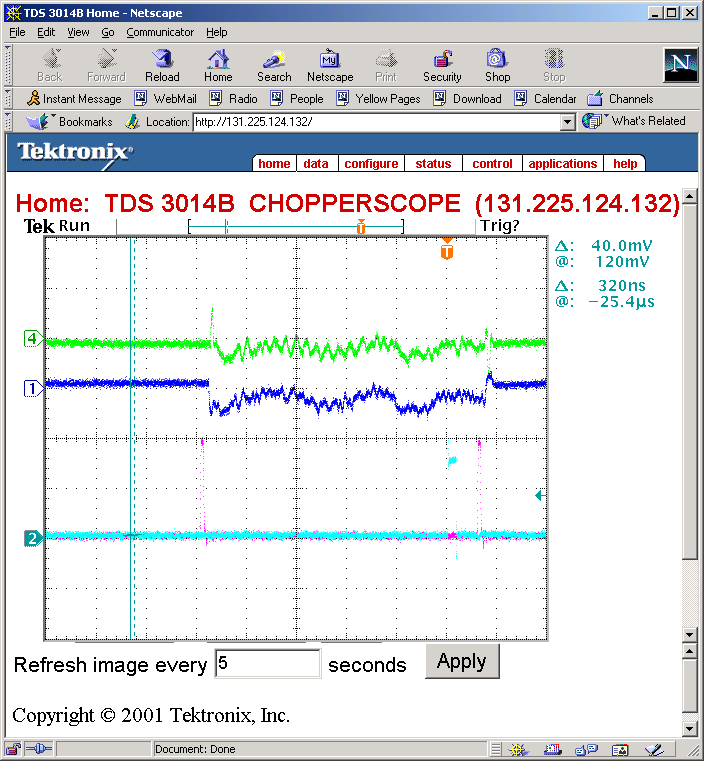 TDS 3014B Home - Netscape
File Edit View Go Communicator Help
Back Forward Reload Home Search Netscape Print Security Shop Stop
My
N
Instant Message WebMail Radio People Yellow Pages Download Calendar Channels
Bookmarks Location: http://131.225.124.132/ What's Related
Tektronix
home data configure status control applications help
Home: TDS 3014B CHOPPERSCOPE (131.225.124.132)
Tek Run T Trig?
T
Δ: 40.0mV
@: 120mV
Δ: 320ns
@: −25.4µs
4
1
2
Refresh image every 5 seconds Apply
Copyright © 2001 Tektronix, Inc.
Document: Done